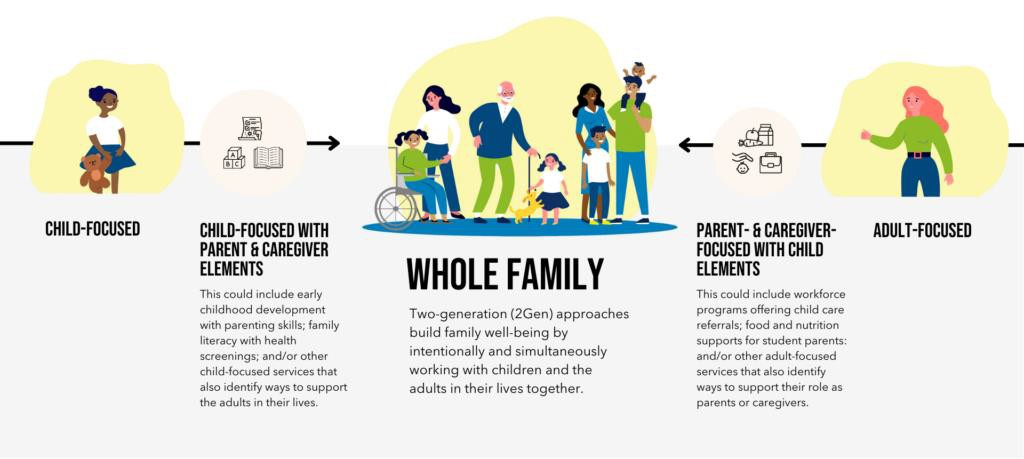 CHILD-FOCUSED
CHILD-FOCUSED WITH
PARENT & CAREGIVER
ELEMENTS
This could include early
childhood development
with parenting skills; family
literacy with health
screenings; and/or other
child-focused services that
also identify ways to support
the adults in their lives.
A
B
C
WHOLE FAMILY
Two-generation (2Gen) approaches
build family well-being by
intentionally and simultaneously
working with children and the
adults in their lives together.
PARENT- & CAREGIVER-
FOCUSED WITH CHILD
ELEMENTS
This could include workforce
programs offering child care
referrals; food and nutrition
supports for student parents:
and/or other adult-focused
services that also identify
ways to support their role as
parents or caregivers.
ADULT-FOCUSED